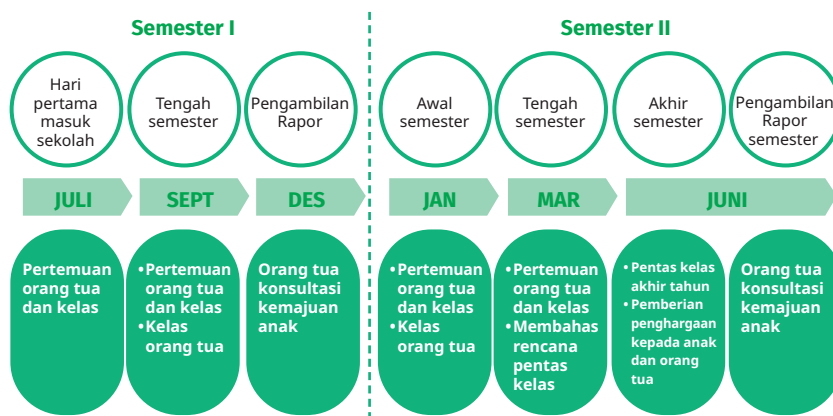 Semester I
Semester II
Hari
pertama
masuk
sekolah
Tengah
semester
Pengambilan
Rapor
Awal
semester
Tengah
semester
Akhir
semester
Pengambilan
Rapor
semester
JULI
SEPT
DES
JAN
MAR
JUNI
Pertemuan
orang tua
dan kelas
•Pertemuan
orang tua
dan kelas
•Kelas
orang tua
Orang tua
konsultasi
kemajuan
anak
•Pertemuan
orang tua
dan kelas
•Kelas
orang tua
•Pertemuan
orang tua
dan kelas
•Membahas
rencana
pentas
kelas
•Pentas kelas
akhir tahun
•Pemberian
penghargaan
kepada anak
dan orang
tua
Orang tua
konsultasi
kemajuan
anak